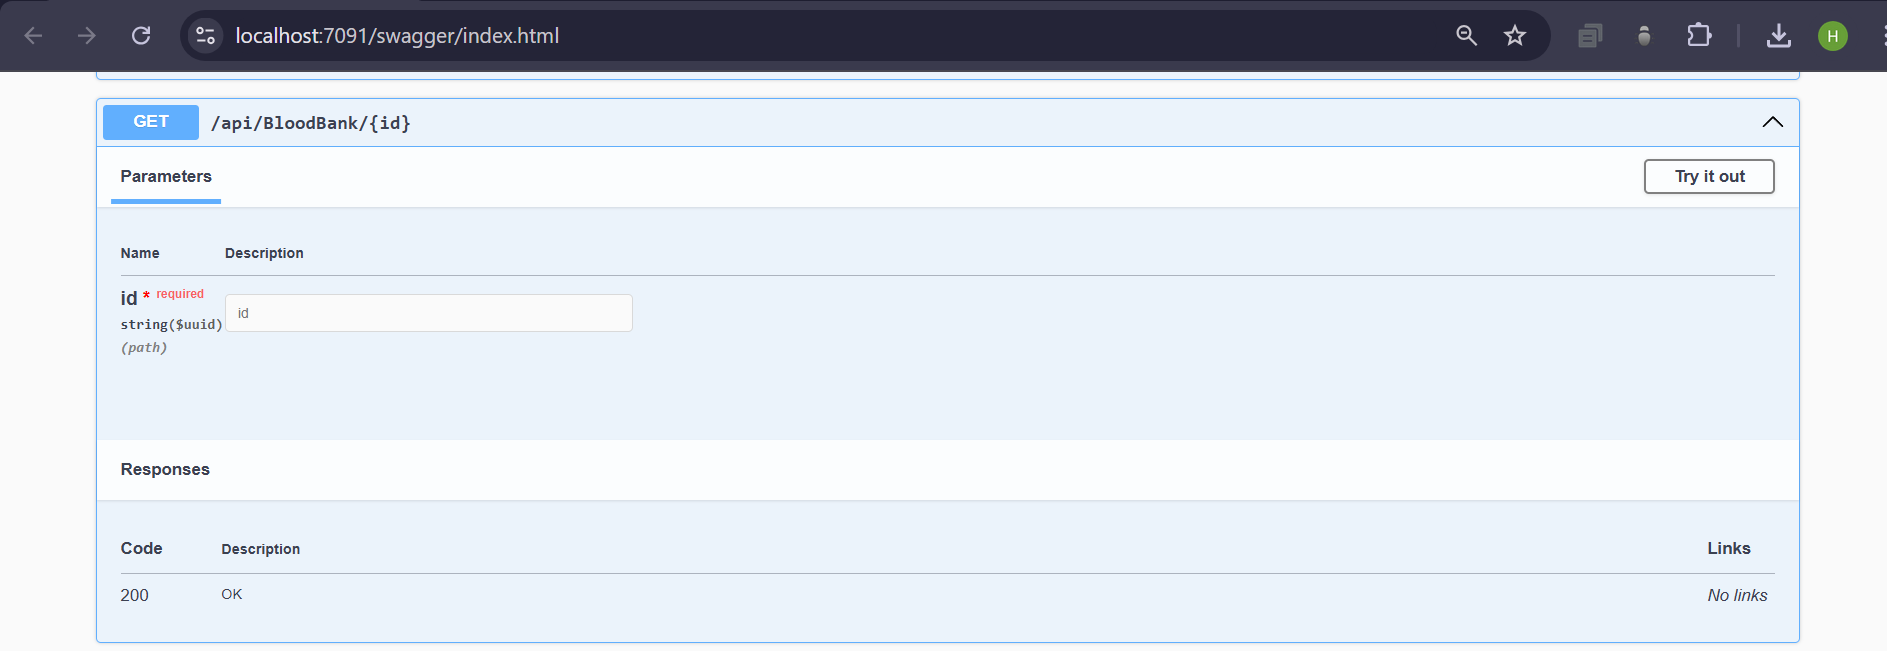 localhost:7091/swagger/index.html
H
GET /api/BloodBank/{id}
Parameters
Try it out
Name Description
id * required
id
string($uuid)
(path)
Responses
Code Description Links
200 OK No links